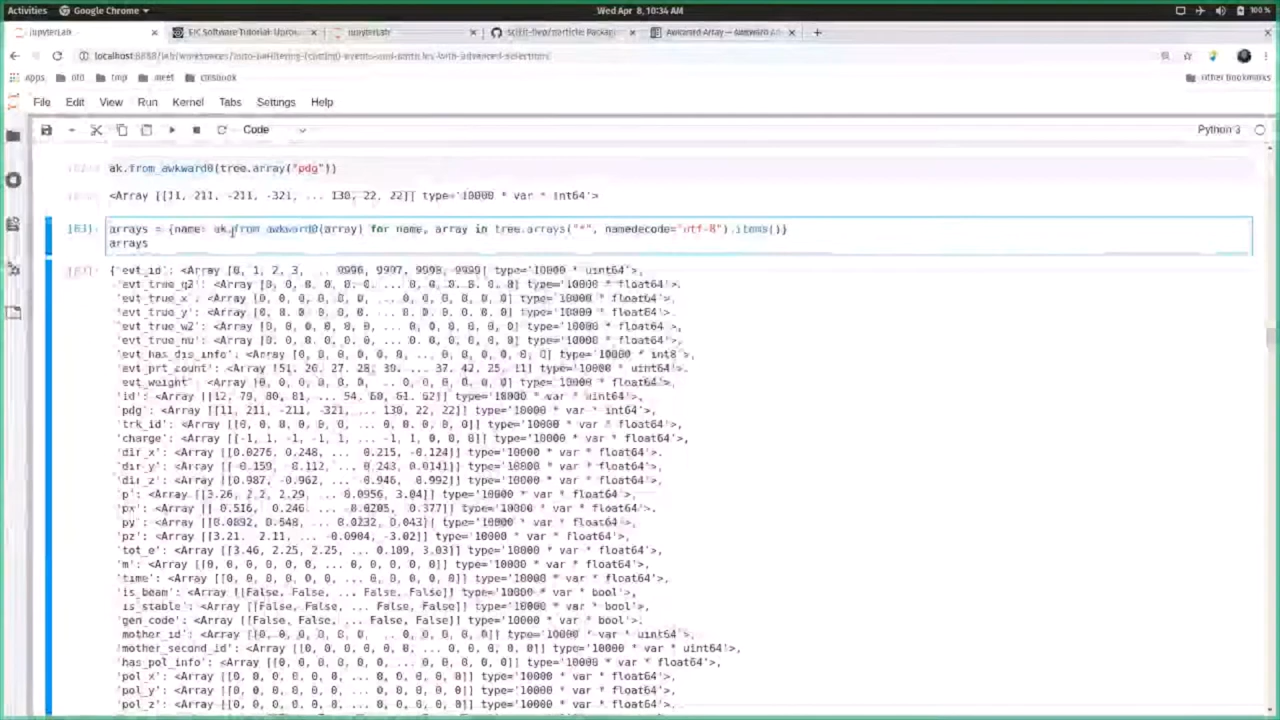 Activities Google Chrome Wed Apr 8, 10:34 AM 100 %
JupyterLab EIC Software Tutorial: Uproo JupyterLab scikit-hep/particle: Packag Awkward Array
localhost:8888/lab/workspaces/
Apps old tmp meet cmsbook Other bookmarks
File Edit View Run Kernel Tabs Settings Help
Code Python 3
ak.from_awkward0(tree.array("pdg"))
<Array [[11, 211, -211, -321, ... 130, 22, 22]] type='10000 * var * int64'>
[83]: arrays = {name: ak.from_awkward0(array) for name, array in tree.arrays("*", namedecode="utf-8").items()}
arrays
[83]: {'evt_id': <Array [0, 1, 2, 3, ... 9996, 9997, 9998, 9999] type='10000 * uint64'>,
'evt_true_q2': <Array [0, 0, 0, 0, 0, 0, ... 0, 0, 0, 0, 0] type='10000 * float64'>,
'evt_true_x': <Array [0, 0, 0, 0, 0, 0, ... 0, 0, 0, 0, 0, 0] type='10000 * float64'>,
'evt_true_y': <Array [0, 0, 0, 0, 0, 0, ... 0, 0, 0, 0, 0, 0] type='10000 * float64'>,
'evt_true_w2': <Array [0, 0, 0, 0, 0, 0, ... 0, 0, 0, 0, 0] type='10000 * float64'>,
'evt_true_nu': <Array [0, 0, 0, 0, 0, 0, ... 0, 0, 0, 0, 0] type='10000 * float64'>,
'evt_has_dis_info': <Array [0, 0, 0, 0, 0, 0, ... 0, 0, 0, 0, 0] type='10000 * int8'>,
'evt_prt_count': <Array [51, 26, 27, 28, 30, ... 37, 42, 25, 11] type='10000 * uint64'>,
'evt_weight': <Array [0, 0, 0, 0, 0, 0, ... 0, 0, 0, 0, 0] type='10000 * float64'>,
'id': <Array [[12, 70, 80, 81, ... 54, 60, 61, 62]] type='10000 * var * uint64'>,
'pdg': <Array [[11, 211, -211, -321, ... 130, 22, 22]] type='10000 * var * int64'>,
'trk_id': <Array [[0, 0, 0, 0, 0, 0, ... 0, 0, 0, 0, 0]] type='10000 * var * float64'>,
'charge': <Array [[-1, 1, -1, -1, 1, ... -1, 1, 0, 0, 0]] type='10000 * var * float64'>,
'dir_x': <Array [[0.0276, 0.248, ... 0.215, -0.124]] type='10000 * var * float64'>,
'dir_y': <Array [[-0.159, 0.112, ... 0.243, 0.0141]] type='10000 * var * float64'>,
'dir_z': <Array [[0.987, -0.962, ... -0.946, 0.992]] type='10000 * var * float64'>,
'p': <Array [[3.26, 2.2, 2.29, ... 0.0956, 3.04]] type='10000 * var * float64'>,
'px': <Array [[ 0.516, 0.246, ... 0.0205, 0.377]] type='10000 * var * float64'>,
'py': <Array [[0.0892, 0.548, ... 0.0232, 0.043]] type='10000 * var * float64'>,
'pz': <Array [[3.21, 2.11, ... -0.0904, -3.02]] type='10000 * var * float64'>,
'tot_e': <Array [[3.46, 2.25, 2.25, ... 0.109, 3.03]] type='10000 * var * float64'>,
'm': <Array [[0, 0, 0, 0, 0, 0, ... 0, 0, 0, 0, 0, 0]] type='10000 * var * float64'>,
'time': <Array [[0, 0, 0, 0, 0, 0, ... 0, 0, 0, 0, 0]] type='10000 * var * float64'>,
'is_beam': <Array [[False, False, ... False, False]] type='10000 * var * bool'>,
'is_stable': <Array [[False, False, ... False, False]] type='10000 * var * bool'>,
'gen_code': <Array [[False, False, ... False, False]] type='10000 * var * bool'>,
'mother_id': <Array [[0, 0, 0, 0, 0, ... 0, 0, 0, 0, 0]] type='10000 * var * uint64'>,
'mother_second_id': <Array [[0, 0, 0, 0, 0, ... 0, 0, 0, 0, 0]] type='10000 * var * uint64'>,
'has_pol_info': <Array [[0, 0, 0, 0, 0, ... 0, 0, 0, 0, 0]] type='10000 * var * float64'>,
'pol_x': <Array [[0, 0, 0, 0, 0, 0, ... 0, 0, 0, 0, 0]] type='10000 * var * float64'>,
'pol_y': <Array [[0, 0, 0, 0, 0, 0, ... 0, 0, 0, 0, 0]] type='10000 * var * float64'>,
'pol_z': <Array [[0, 0, 0, 0, 0, 0, ... 0, 0, 0, 0, 0]] type='10000 * var * float64'>,